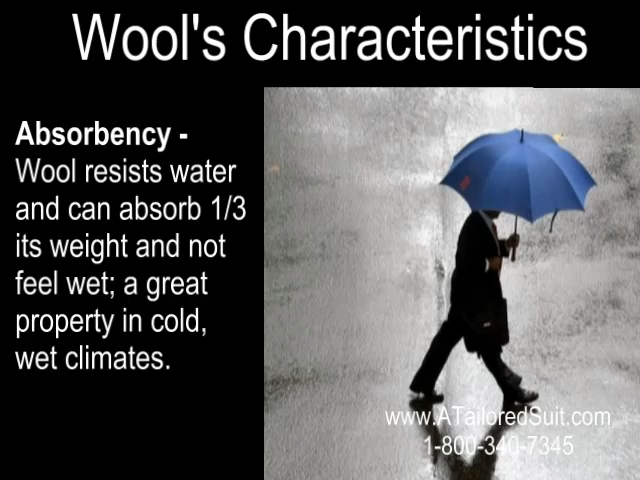 Wool's Characteristics
Absorbency -
Wool resists water
and can absorb 1/3
its weight and not
feel wet; a great
property in cold,
wet climates.
www.ATailoredSuit.com
1-800-340-7345